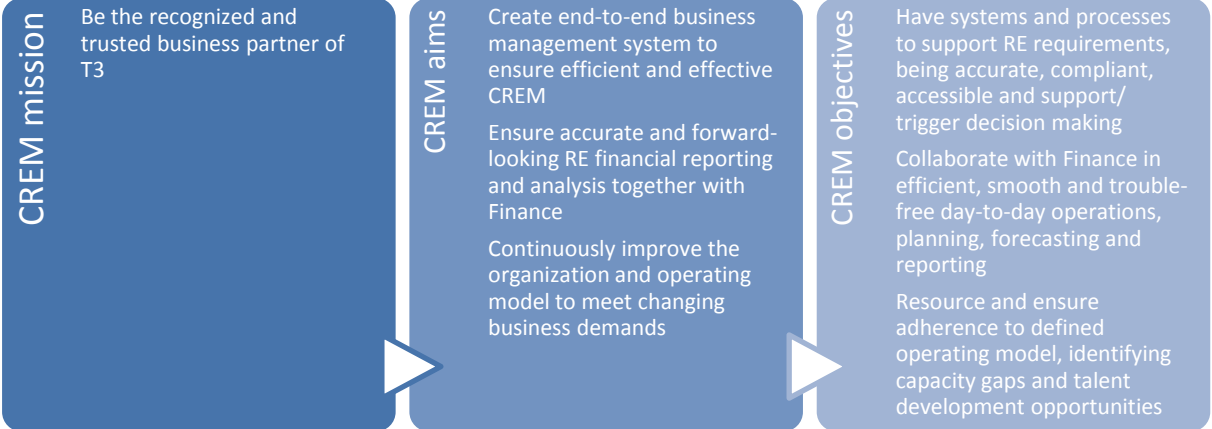 CREM mission
Be the recognized and
trusted business partner of
T3
CREM aims
Create end-to-end business
management system to
ensure efficient and effective
CREM
Ensure accurate and forward-
looking RE financial reporting
and analysis together with
Finance
Continuously improve the
organization and operating
model to meet changing
business demands
CREM objectives
Have systems and processes
to support RE requirements,
being accurate, compliant,
accessible and support/
trigger decision making
Collaborate with Finance in
efficient, smooth and trouble-
free day-to-day operations,
planning, forecasting and
reporting
Resource and ensure
adherence to defined
operating model, identifying
capacity gaps and talent
development opportunities